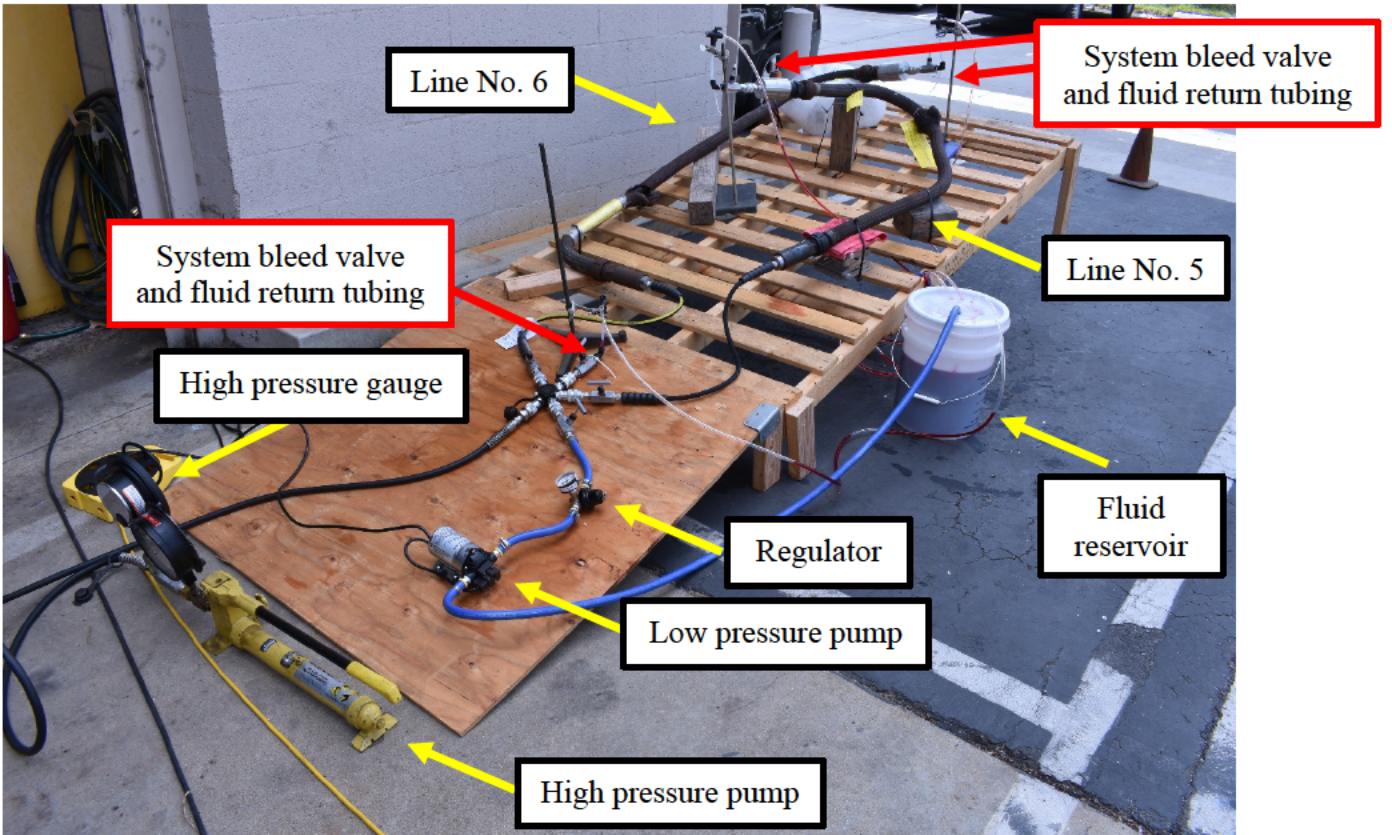 Line No. 6
System bleed valve
and fluid return tubing
System bleed valve
and fluid return tubing
Line No. 5
High pressure gauge
Fluid
reservoir
Regulator
Low pressure pump
High pressure pump